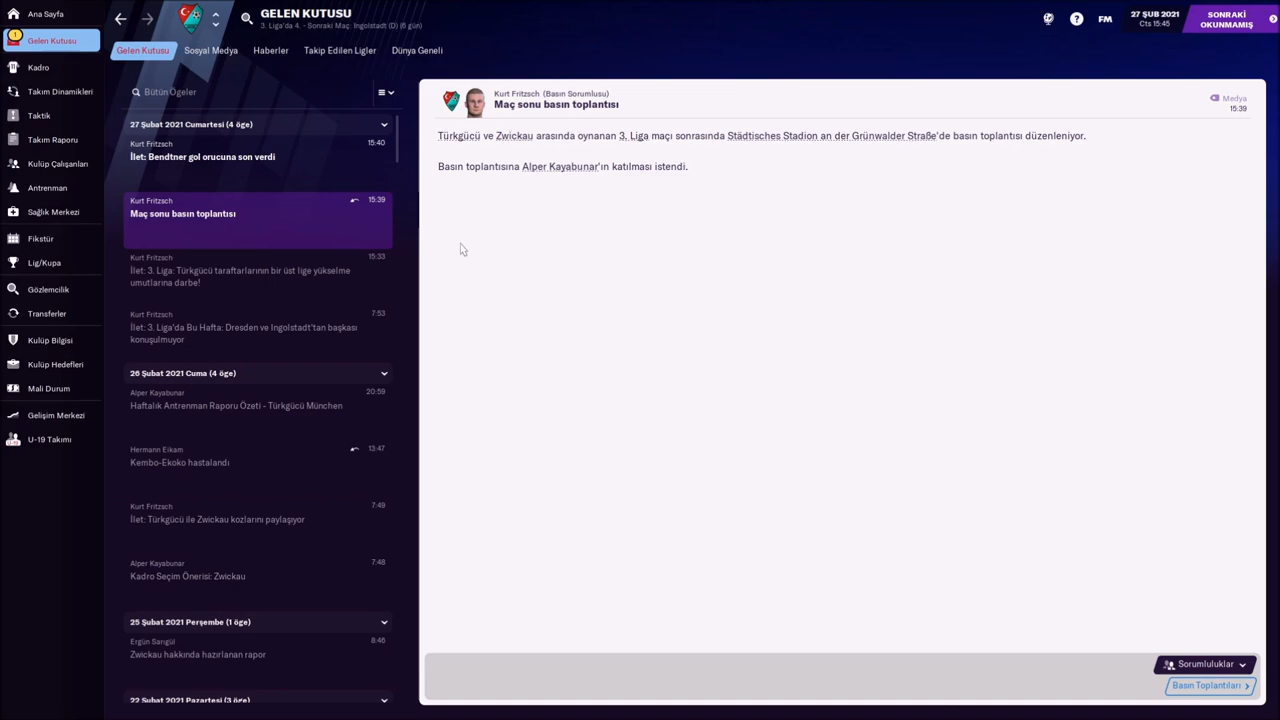 Ana Sayfa
1
Gelen Kutusu
Kadro
Takım Dinamikleri
Taktik
Takım Raporu
Kulüp Çalışanları
Antrenman
Sağlık Merkezi
Fikstür
Lig/Kupa
Gözlemcilik
Transferler
Kulüp Bilgisi
Kulüp Hedefleri
Mali Durum
Gelişim Merkezi
U-19 Takımı
GELEN KUTUSU
3. Liga'da 4. - Sonraki Maç: Ingolstadt (D) (6 gün)
FM
27 ŞUB 2021
Cts 15:45
SONRAKİ
OKUNMAMIŞ
Gelen Kutusu Sosyal Medya Haberler Takip Edilen Ligler Dünya Geneli
Bütün Ögeler
27 Şubat 2021 Cumartesi (4 öge)
Kurt Fritzsch 15:40
İlet: Bendtner gol orucuna son verdi
Kurt Fritzsch 15:39
Maç sonu basın toplantısı
Kurt Fritzsch 15:33
İlet: 3. Liga: Türkgücü taraftarlarının bir üst lige yükselme
umutlarına darbe!
Kurt Fritzsch 7:53
İlet: 3. Liga'da Bu Hafta: Dresden ve Ingolstadt'tan başkası
konuşulmuyor
26 Şubat 2021 Cuma (4 öge)
Alper Kayabunar 20:59
Haftalık Antrenman Raporu Özeti - Türkgücü München
Hermann Eikam 13:47
Kembo-Ekoko hastalandı
Kurt Fritzsch 7:49
İlet: Türkgücü ile Zwickau kozlarını paylaşıyor
Alper Kayabunar 7:48
Kadro Seçim Önerisi: Zwickau
25 Şubat 2021 Perşembe (1 öge)
Ergün Sarıgül 8:46
Zwickau hakkında hazırlanan rapor
22 Şubat 2021 Pazartesi (3 öge)
Kurt Fritzsch (Basın Sorumlusu)
Maç sonu basın toplantısı
Medya
15:39
Türkgücü ve Zwickau arasında oynanan 3. Liga maçı sonrasında Städtisches Stadion an der Grünwalder Straße'de basın toplantısı düzenleniyor.
Basın toplantısına Alper Kayabunar'ın katılması istendi.
Sorumluluklar
Basın Toplantıları